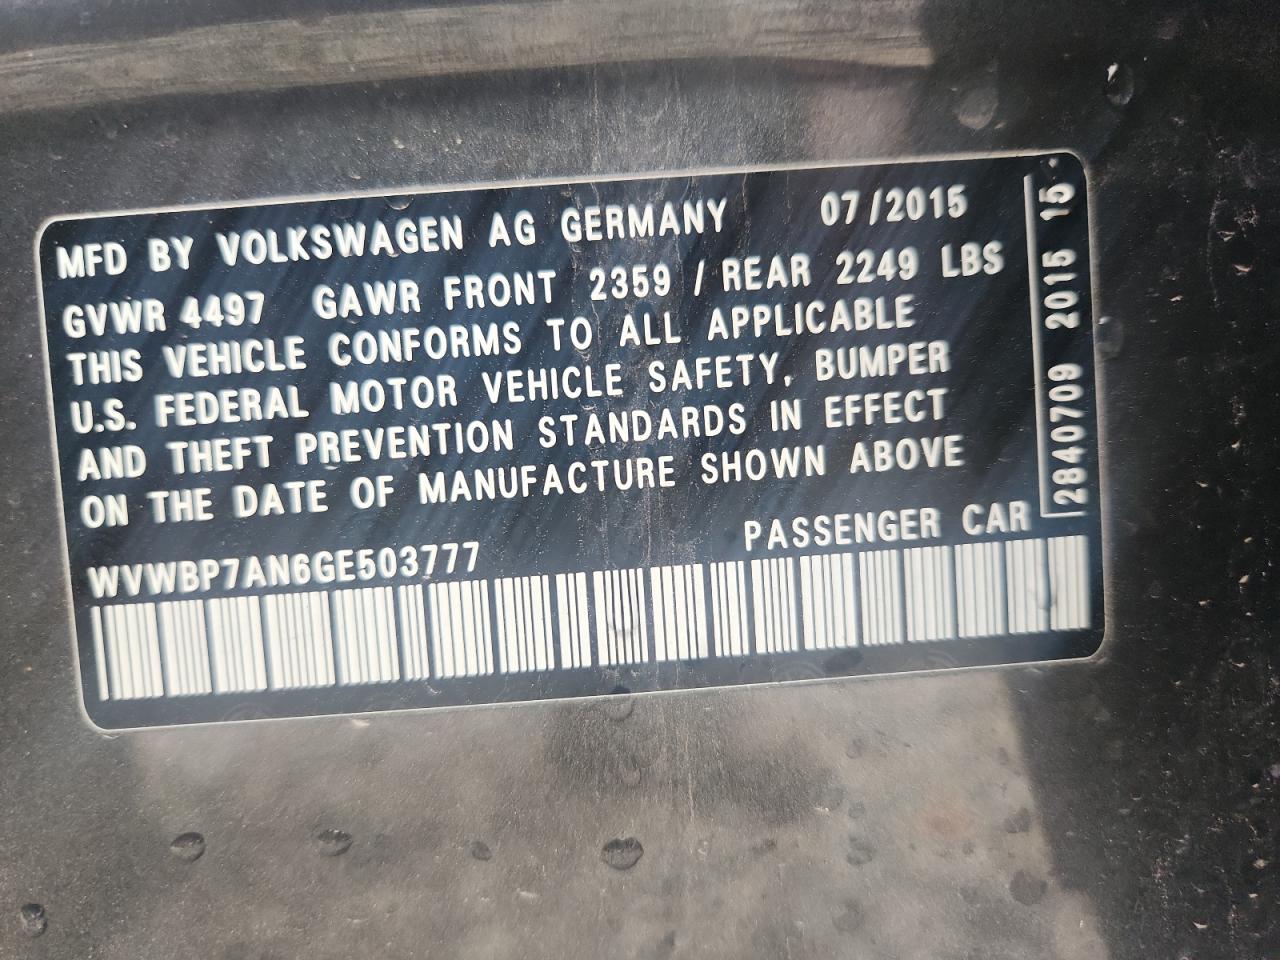 MFD BY VOLKSWAGEN AG GERMANY 07/2015
GVWR 4497 GAWR FRONT 2359 / REAR 2249 LBS
THIS VEHICLE CONFORMS TO ALL APPLICABLE
U.S. FEDERAL MOTOR VEHICLE SAFETY, BUMPER
AND THEFT PREVENTION STANDARDS IN EFFECT
ON THE DATE OF MANUFACTURE SHOWN ABOVE
PASSENGER CAR
WVWBP7AN6GE503777
2840709 2015 15